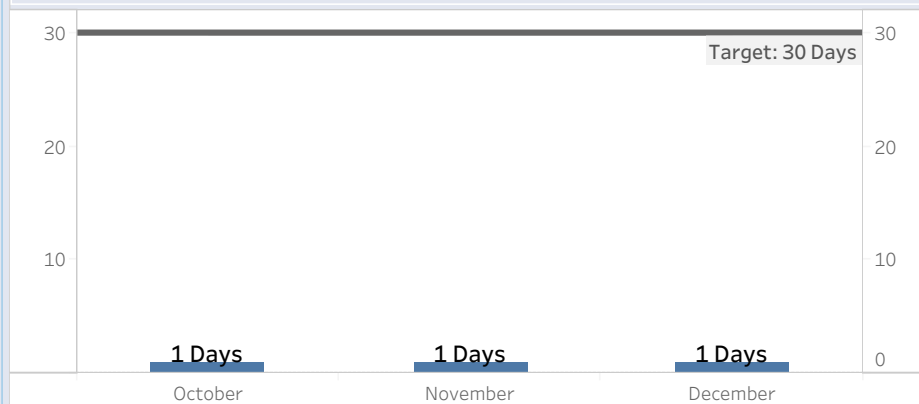 30
30
Target: 30 Days
20
20
10
10
1 Days
1 Days
1 Days
0
October
November
December